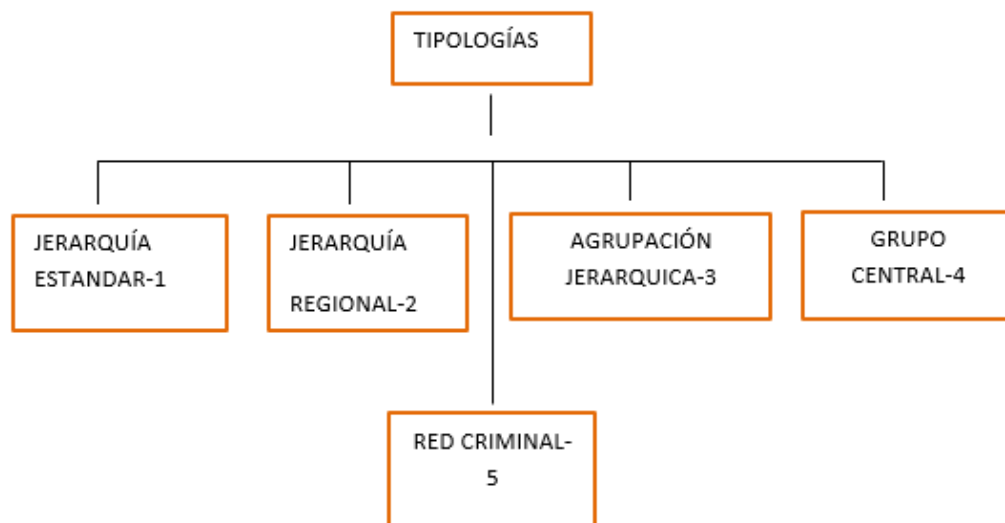 TIPOLOGÍAS
JERARQUÍA
ESTANDAR-1
JERARQUÍA
REGIONAL-2
AGRUPACIÓN
JERARQUICA-3
GRUPO
CENTRAL-4
RED CRIMINAL-
5